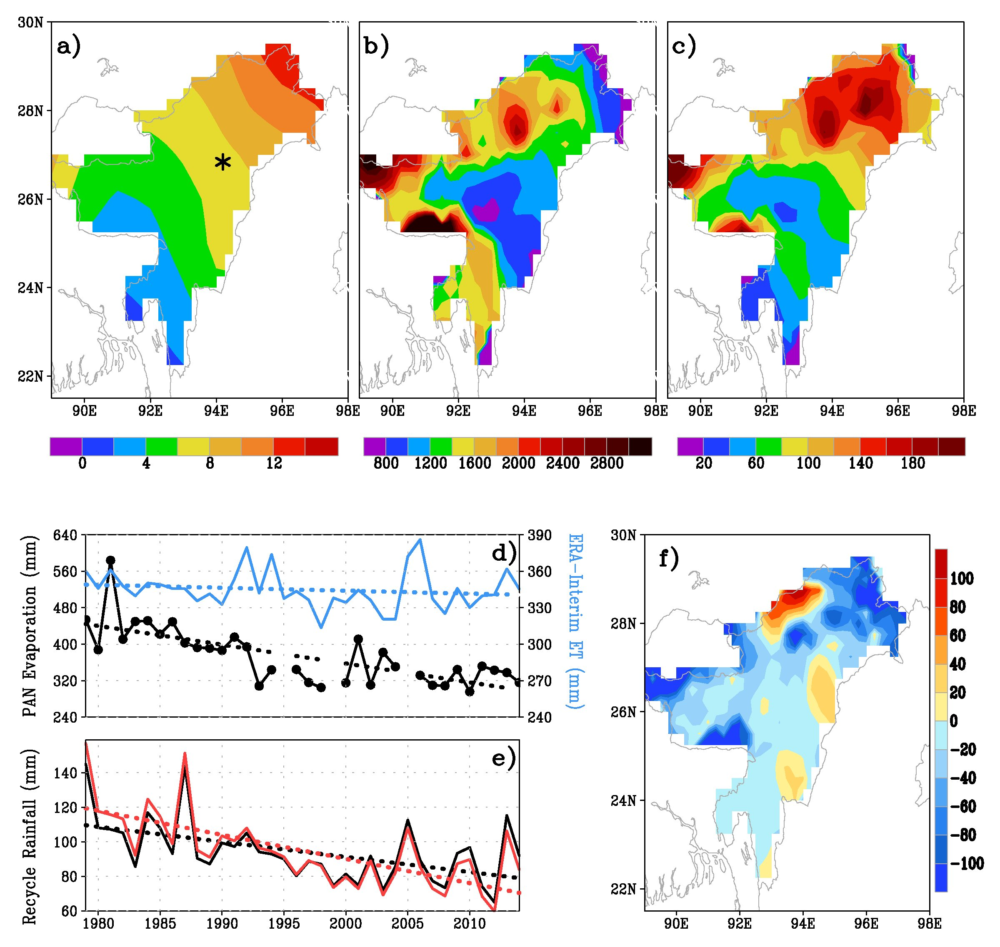 30N
28N
26N
24N
22N
a)
b)
c)
90E 92E 94E 96E 98E
90E 92E 94E 96E 98E
90E 92E 94E 96E 98E
0 4 8 12
800 1200 1600 2000 2400 2800
20 60 100 140 180
PAN Evaporation (mm)
640
560
480
400
320
240
d)
390
360
330
300
270
240
ERA-Interim ET (mm)
Recycle Rainfall (mm)
140
120
100
80
60
e)
1980 1985 1990 1995 2000 2005 2010
30N
28N
26N
24N
22N
f)
90E 92E 94E 96E 98E
100
80
60
40
20
0
-20
-40
-60
-80
-100